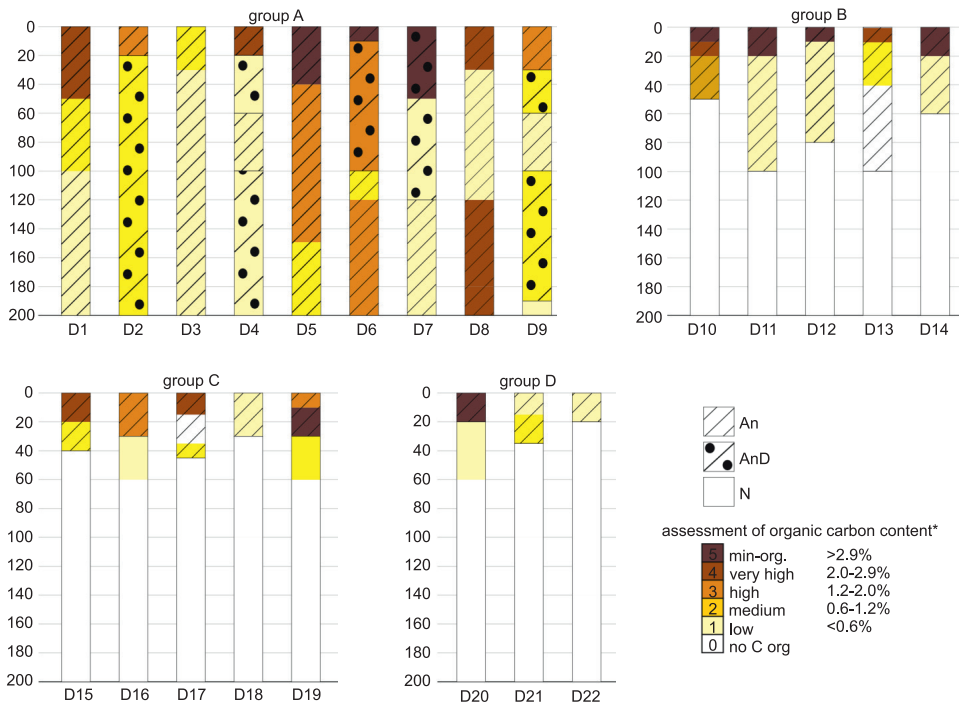 group A
group B
0
20
40
60
80
100
120
140
160
180
200
D1 D2 D3 D4 D5 D6 D7 D8 D9
0
20
40
60
80
100
120
140
160
180
200
D10 D11 D12 D13 D14
group C
group D
0
20
40
60
80
100
120
140
160
180
200
D15 D16 D17 D18 D19
0
20
40
60
80
100
120
140
160
180
200
D20 D21 D22
An
AnD
N
assessment of organic carbon content*
5 min-org. >2.9%
4 very high 2.0-2.9%
3 high 1.2-2.0%
2 medium 0.6-1.2%
1 low <0.6%
0 no C org